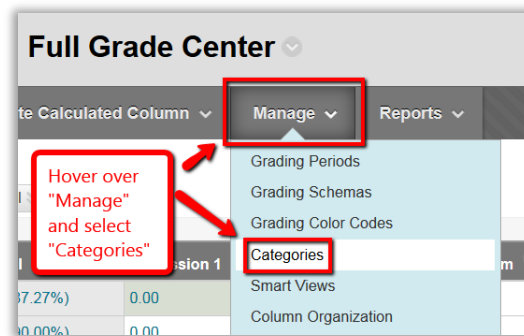 Full Grade Center
te Calculated Column Manage Reports
Grading Periods
Hover over
"Manage"
and select
"Categories"
Grading Schemas
Grading Color Codes
Categories
ssion 1
Smart Views
37.27%) 0.00
Column Organization
00.00%) 0.00